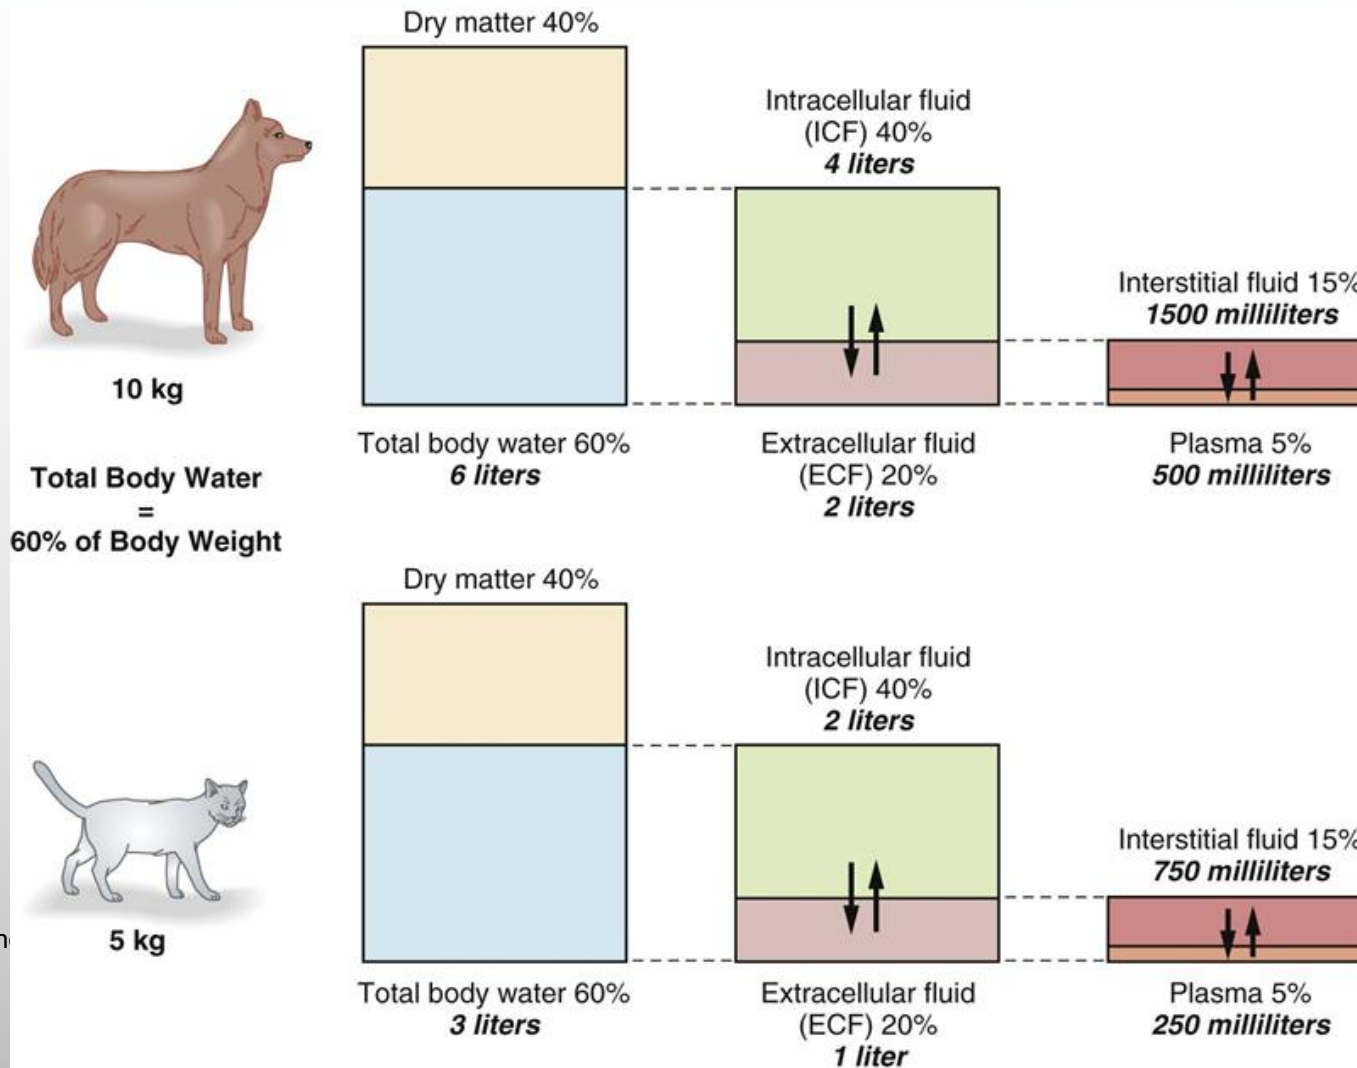 Dry matter 40%
Intracellular fluid
(ICF) 40%
4 liters
Interstitial fluid 15%
1500 milliliters
10 kg
Total body water 60%
6 liters
Extracellular fluid
(ECF) 20%
2 liters
Plasma 5%
500 milliliters
Total Body Water
=
60% of Body Weight
Dry matter 40%
Intracellular fluid
(ICF) 40%
2 liters
Interstitial fluid 15%
750 milliliters
5 kg
Total body water 60%
3 liters
Extracellular fluid
(ECF) 20%
1 liter
Plasma 5%
250 milliliters